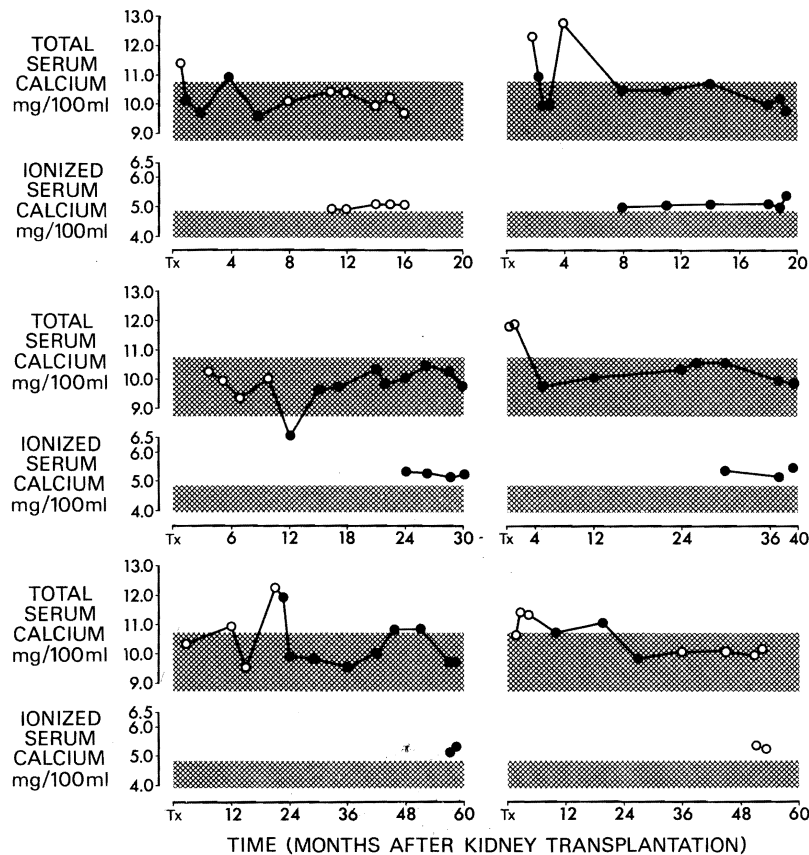 TOTAL
SERUM
CALCIUM
mg/100ml
13.0
12.0
11.0
10.0
9.0
IONIZED
SERUM
CALCIUM
mg/100ml
6.5
6.0
5.0
4.0
Tx 4 8 12 16 20
Tx 4 8 12 16 20
TOTAL
SERUM
CALCIUM
mg/100ml
13.0
12.0
11.0
10.0
9.0
IONIZED
SERUM
CALCIUM
mg/100ml
6.5
6.0
5.0
4.0
Tx 6 12 18 24 30
Tx 4 12 24 36 40
TOTAL
SERUM
CALCIUM
mg/100ml
13.0
12.0
11.0
10.0
9.0
IONIZED
SERUM
CALCIUM
mg/100ml
6.5
6.0
5.0
4.0
Tx 12 24 36 48 60
Tx 12 24 36 48 60
TIME (MONTHS AFTER KIDNEY TRANSPLANTATION)